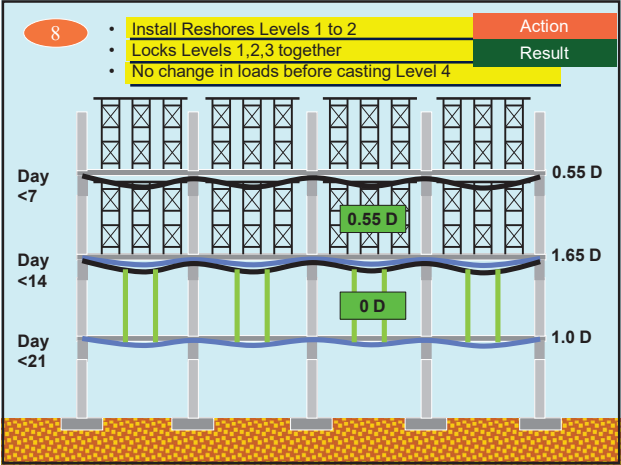 8
• Install Reshores Levels 1 to 2
• Locks Levels 1,2,3 together
• No change in loads before casting Level 4
Action
Result
Day
<7
0.55 D
0.55 D
Day
<14
1.65 D
0 D
Day
<21
1.0 D